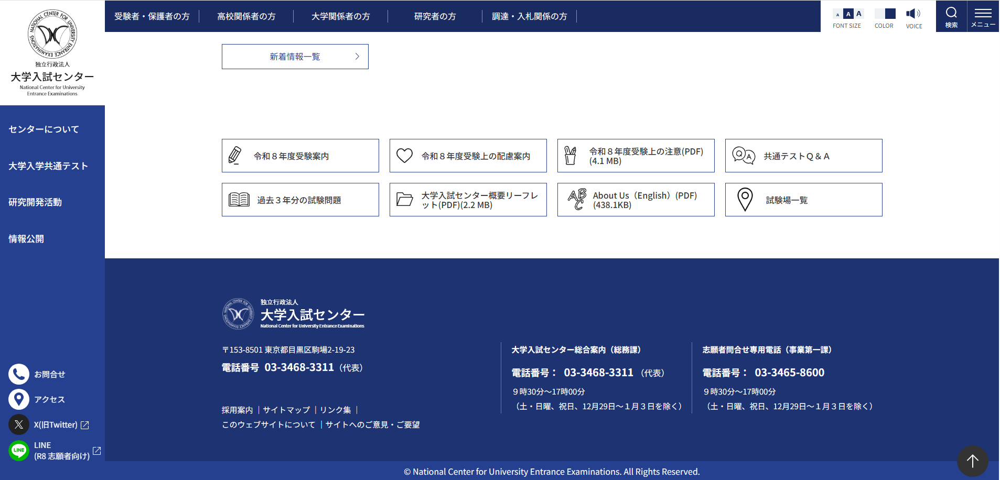 NATIONAL CENTER FOR UNIVERSITY ENTRANCE EXAMINATIONS
独立行政法人
大学入試センター
National Center for University
Entrance Examinations
受験者・保護者の方
高校関係者の方
大学関係者の方
研究者の方
調達・入札関係の方
A A A
FONT SIZE
COLOR
VOICE
検索
メニュー
センターについて
大学入学共通テスト
研究開発活動
情報公開
お問合せ
アクセス
X(旧Twitter)
LINE
LINE
(R8 志願者向け)
新着情報一覧
令和８年度受験案内
令和８年度受験上の配慮案内
令和８年度受験上の注意(PDF)
(4.1 MB)
Q A
共通テストＱ＆Ａ
過去３年分の試験問題
大学入試センター概要リーフレ
ット(PDF)(2.2 MB)
ABC
About Us（English）(PDF)
(438.1KB)
試験場一覧
NATIONAL CENTER FOR UNIVERSITY ENTRANCE EXAMINATIONS
独立行政法人
大学入試センター
National Center for University Entrance Examinations
〒153-8501 東京都目黒区駒場2-19-23
電話番号 03-3468-3311（代表）
採用案内 ｜サイトマップ ｜リンク集 ｜
このウェブサイトについて ｜サイトへのご意見・ご要望
大学入試センター総合案内（総務課）
電話番号： 03-3468-3311 （代表）
９時30分～17時00分
（土・日曜、祝日、12月29日～１月３日を除く）
志願者問合せ専用電話（事業第一課）
電話番号： 03-3465-8600
９時30分～17時00分
（土・日曜、祝日、12月29日～１月３日を除く）
© National Center for University Entrance Examinations. All Rights Reserved.